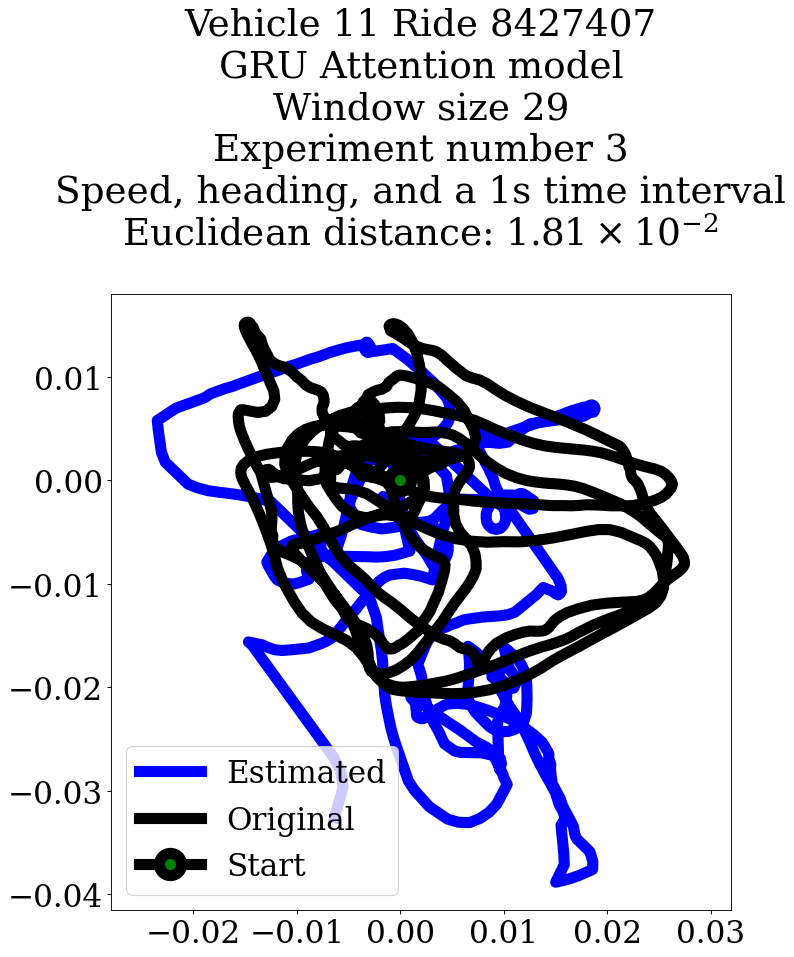 Vehicle 11 Ride 8427407
GRU Attention model
Window size 29
Experiment number 3
Speed, heading, and a 1s time interval
Euclidean distance: 1.81 × 10⁻²
0.01
0.00
−0.01
−0.02
−0.03
−0.04
Estimated
Original
Start
−0.02 −0.01 0.00 0.01 0.02 0.03